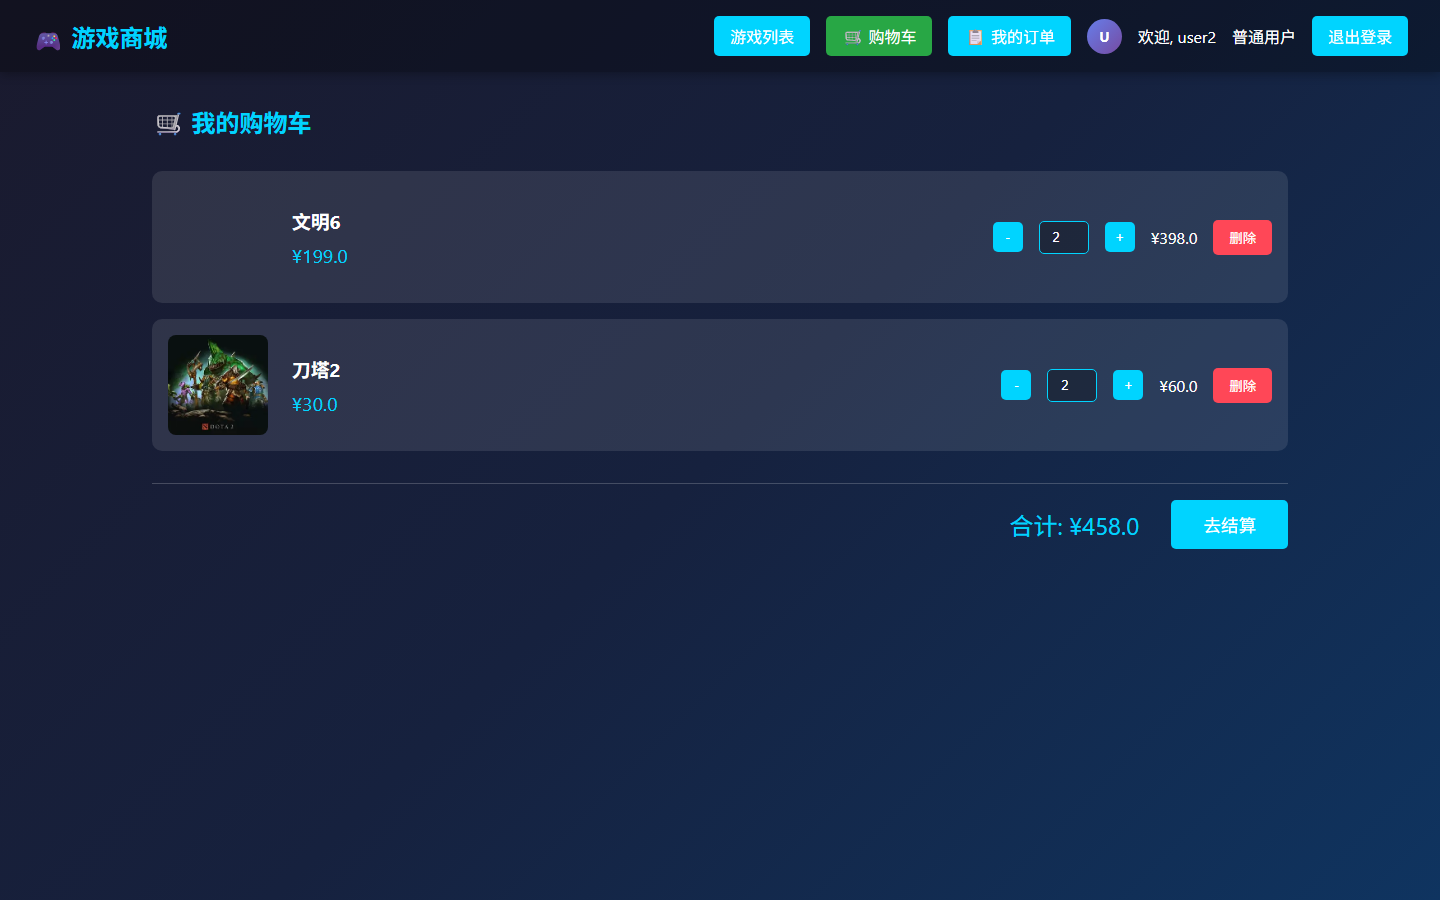 游戏商城
游戏列表 购物车 我的订单 U 欢迎, user2 普通用户 退出登录
我的购物车
文明6
¥199.0
- 2 + ¥398.0 删除
刀塔2
¥30.0
- 2 + ¥60.0 删除
DOTA 2
合计: ¥458.0 去结算